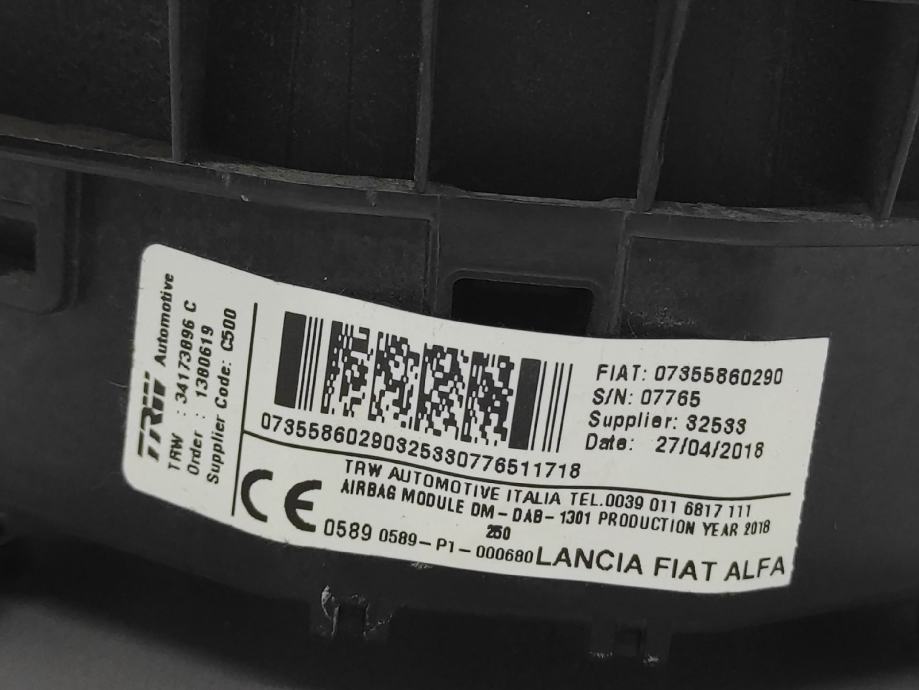 TRW Automotive
TRW : 34173896 C
Order : 1380619
Supplier Code: C500
FIAT: 07355860290
S/N: 07765
Supplier: 32533
Date: 27/04/2018
07355860290325330776511718
TRW AUTOMOTIVE ITALIA TEL.0039 011 6817 111
AIRBAG MODULE DM-DAB-1301 PRODUCTION YEAR 2018
250
CE 0589 0589-P1-000680 LANCIA FIAT ALFA